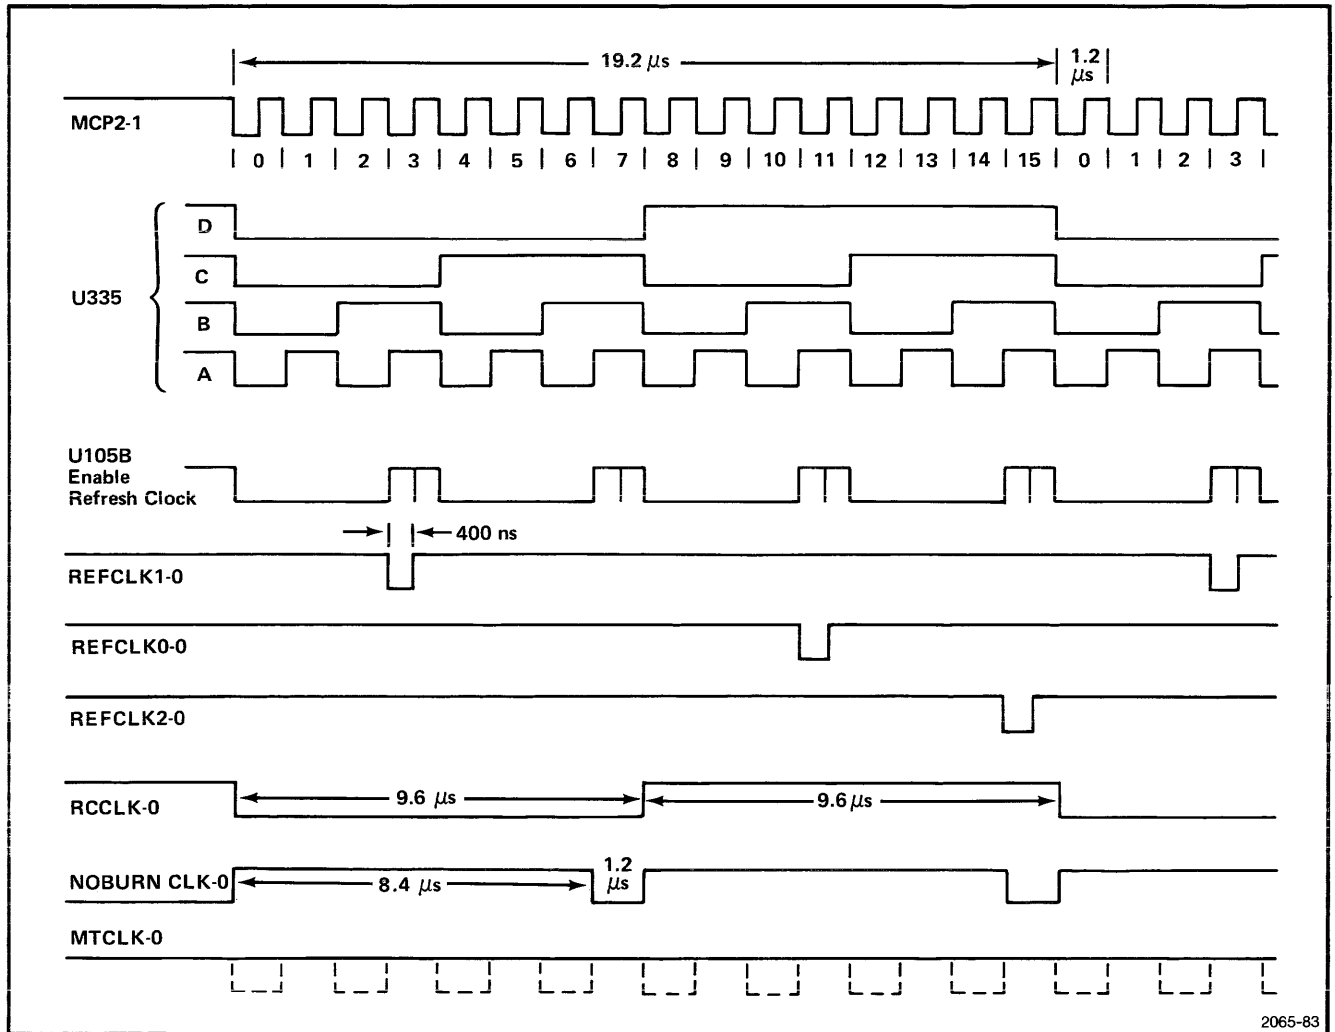 19.2 μs
1.2 μs
MCP2-1
0 1 2 3 4 5 6 7 8 9 10 11 12 13 14 15 0 1 2 3
U335
D
C
B
A
U105B
Enable
Refresh Clock
400 ns
REFCLK1-0
REFCLK0-0
REFCLK2-0
RCCLK-0
9.6 μs
9.6 μs
NOBURN CLK-0
8.4 μs
1.2 μs
MTCLK-0
2065-83